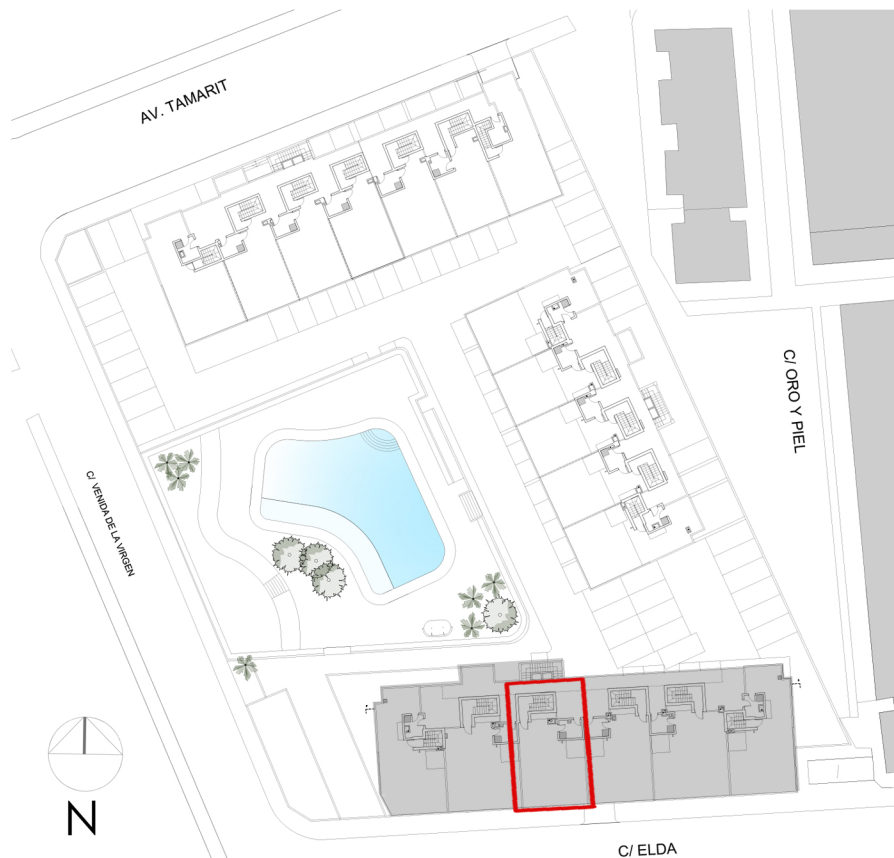 AV. TAMARIT
C/ ORO Y PIEL
C/ VENIDA DE LA VIRGEN
N
C/ ELDA